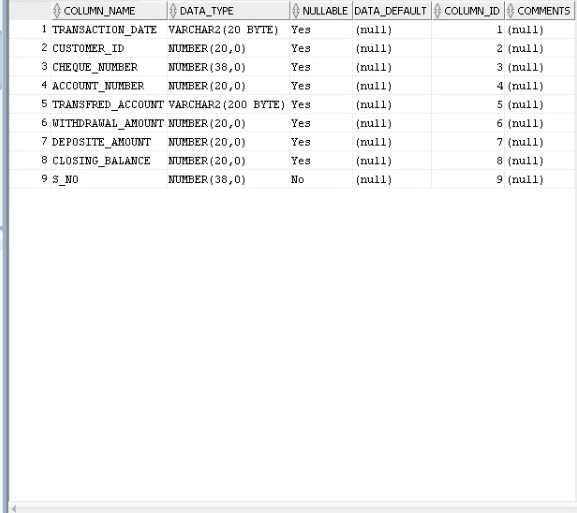 COLUMN_NAME DATA_TYPE NULLABLE DATA_DEFAULT COLUMN_ID COMMENTS
1 TRANSACTION_DATE VARCHAR2(20 BYTE) Yes (null) 1 (null)
2 CUSTOMER_ID NUMBER(20,0) Yes (null) 2 (null)
3 CHEQUE_NUMBER NUMBER(38,0) Yes (null) 3 (null)
4 ACCOUNT_NUMBER NUMBER(20,0) Yes (null) 4 (null)
5 TRANSFRED_ACCOUNT VARCHAR2(200 BYTE) Yes (null) 5 (null)
6 WITHDRAWAL_AMOUNT NUMBER(20,0) Yes (null) 6 (null)
7 DEPOSITE_AMOUNT NUMBER(20,0) Yes (null) 7 (null)
8 CLOSING_BALANCE NUMBER(20,0) Yes (null) 8 (null)
9 S_NO NUMBER(38,0) No (null) 9 (null)